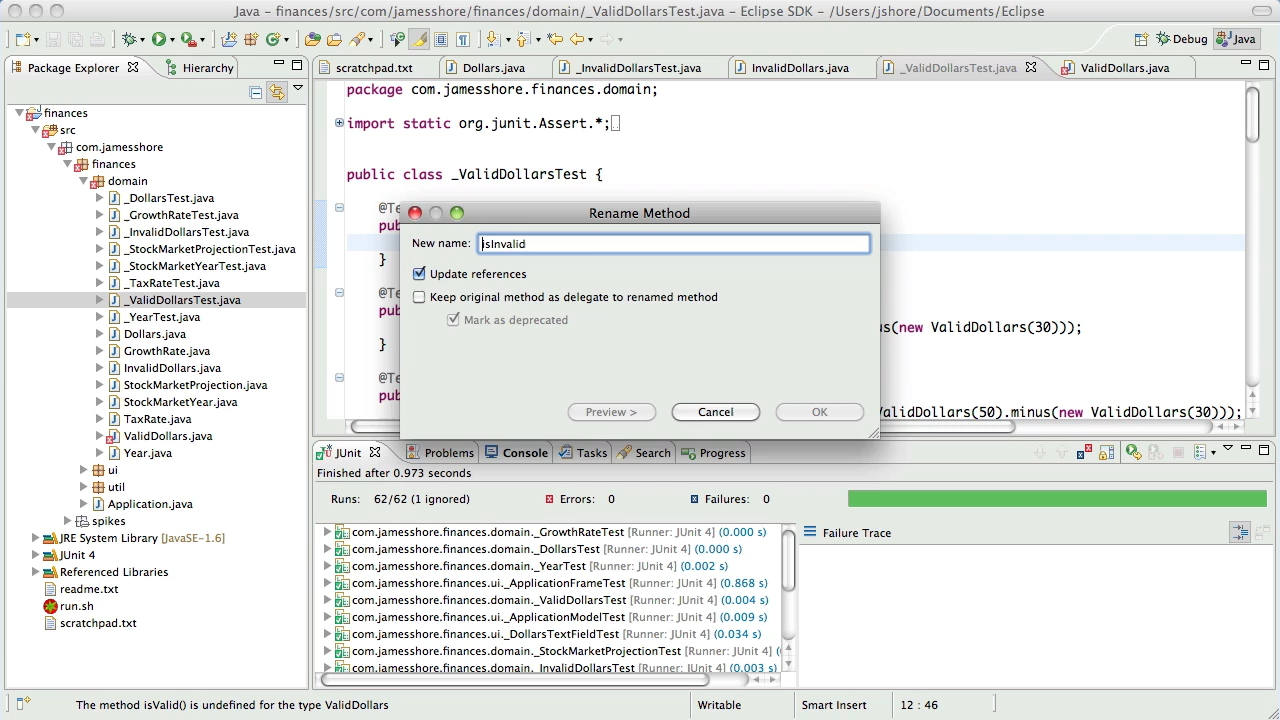 Java – finances/src/com/jamesshore/finances/domain/_ValidDollarsTest.java – Eclipse SDK – /Users/jshore/Documents/Eclipse
Debug
Java
Package Explorer
Hierarchy
scratchpad.txt
Dollars.java
_InvalidDollarsTest.java
InvalidDollars.java
_ValidDollarsTest.java
ValidDollars.java
finances
src
com.jamesshore
finances
domain
_DollarsTest.java
_GrowthRateTest.java
_InvalidDollarsTest.java
_StockMarketProjectionTest.java
_StockMarketYearTest.java
_TaxRateTest.java
_ValidDollarsTest.java
_YearTest.java
Dollars.java
GrowthRate.java
InvalidDollars.java
StockMarketProjection.java
StockMarketYear.java
TaxRate.java
ValidDollars.java
Year.java
ui
util
Application.java
spikes
JRE System Library [JavaSE-1.6]
JUnit 4
Referenced Libraries
readme.txt
run.sh
scratchpad.txt
package com.jamesshore.finances.domain;
import static org.junit.Assert.*;
public class _ValidDollarsTest {
@Te
pub
}
@Te
pub
us(new ValidDollars(30)));
}
@Te
pub
ValidDollars(50).minus(new ValidDollars(30)));
Rename Method
New name: isInvalid
Update references
Keep original method as delegate to renamed method
Mark as deprecated
Preview >
Cancel
OK
JUnit
Problems
Console
Tasks
Search
Progress
Finished after 0.973 seconds
Runs: 62/62 (1 ignored)
Errors: 0
Failures: 0
com.jamesshore.finances.domain._GrowthRateTest [Runner: JUnit 4] (0.000 s)
com.jamesshore.finances.domain._DollarsTest [Runner: JUnit 4] (0.000 s)
com.jamesshore.finances.domain._YearTest [Runner: JUnit 4] (0.002 s)
com.jamesshore.finances.ui._ApplicationFrameTest [Runner: JUnit 4] (0.868 s)
com.jamesshore.finances.domain._ValidDollarsTest [Runner: JUnit 4] (0.004 s)
com.jamesshore.finances.ui._ApplicationModelTest [Runner: JUnit 4] (0.009 s)
com.jamesshore.finances.ui._DollarsTextFieldTest [Runner: JUnit 4] (0.034 s)
com.jamesshore.finances.domain._StockMarketProjectionTest [Runner: JUnit 4] (
com.jamesshore.finances.domain._InvalidDollarsTest [Runner: JUnit 4] (0.003 s)
Failure Trace
The method isValid() is undefined for the type ValidDollars
Writable
Smart Insert
12 : 46